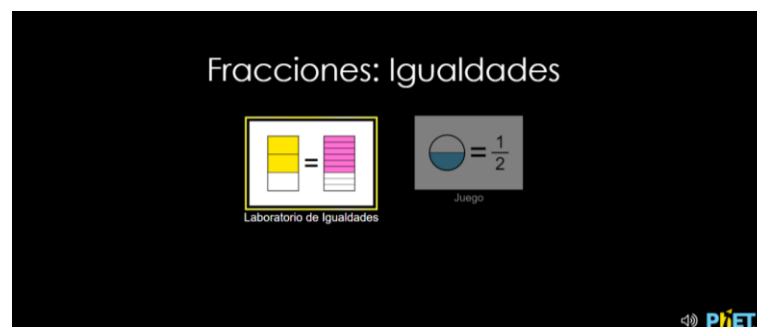 Fracciones: Igualdades
=
= 1/2
Laboratorio de Igualdades
Juego
PhET